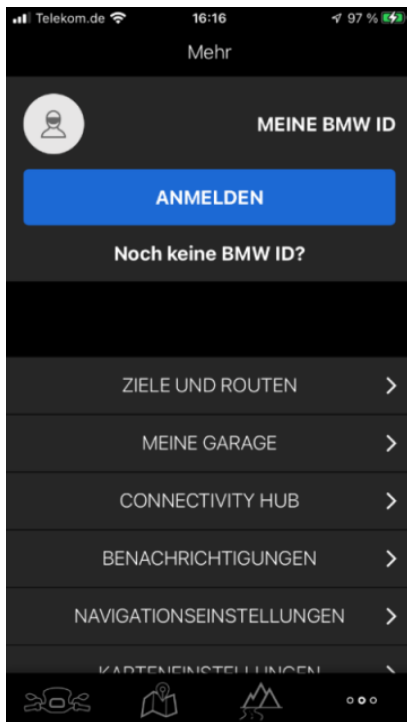 Telekom.de 16:16 97 %
Mehr
MEINE BMW ID
ANMELDEN
Noch keine BMW ID?
ZIELE UND ROUTEN
MEINE GARAGE
CONNECTIVITY HUB
BENACHRICHTIGUNGEN
NAVIGATIONSEINSTELLUNGEN
KARTENEINSTELLUNGEN